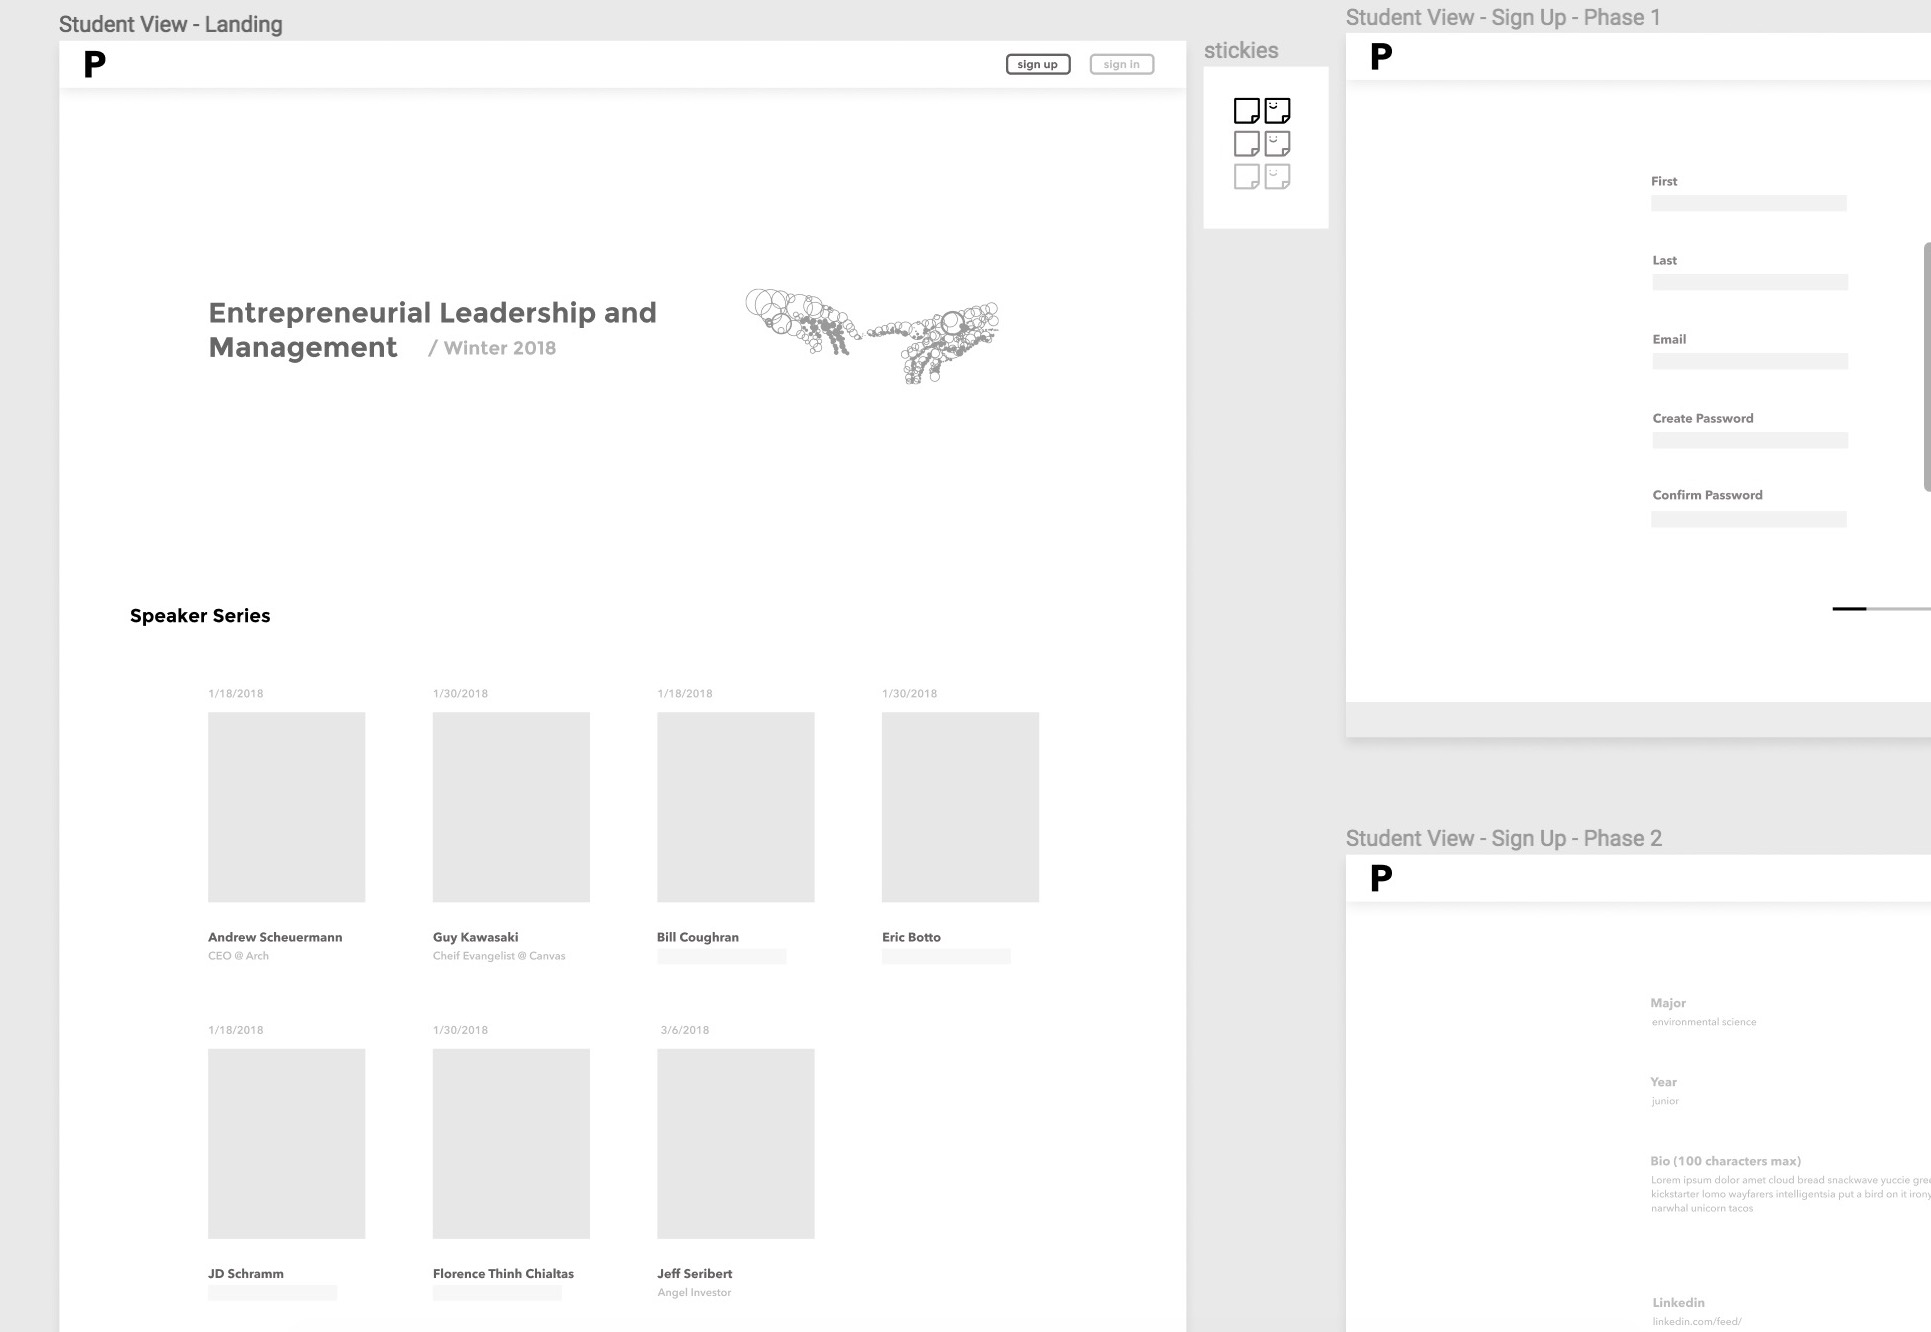 Student View - Landing
P
sign up
sign in
Entrepreneurial Leadership and
Management / Winter 2018
Speaker Series
1/18/2018
1/30/2018
1/18/2018
1/30/2018
Andrew Scheuermann
CEO @ Arch
Guy Kawasaki
Cheif Evangelist @ Canvas
Bill Coughran
Eric Botto
1/18/2018
1/30/2018
3/6/2018
JD Schramm
Florence Thinh Chialtas
Jeff Seribert
Angel Investor
stickies
Student View - Sign Up - Phase 1
P
First
Last
Email
Create Password
Confirm Password
Student View - Sign Up - Phase 2
P
Major
environmental science
Year
junior
Bio (100 characters max)
Lorem ipsum dolor amet cloud bread snackwave yuccie
kickstarter lomo wayfarers intelligentsia put a bird on it irony
narwhal unicorn tacos
Linkedin
linkedin.com/feed/